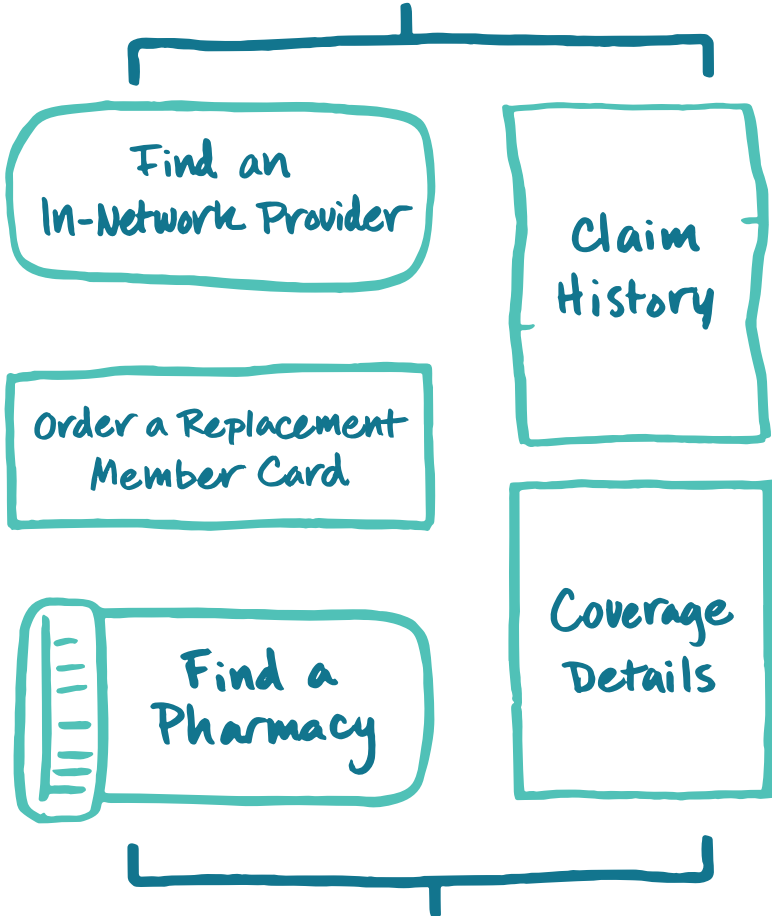 Find an
In-Network Provider
Claim
History
Order a Replacement
Member Card
Coverage
Details
Find a
Pharmacy